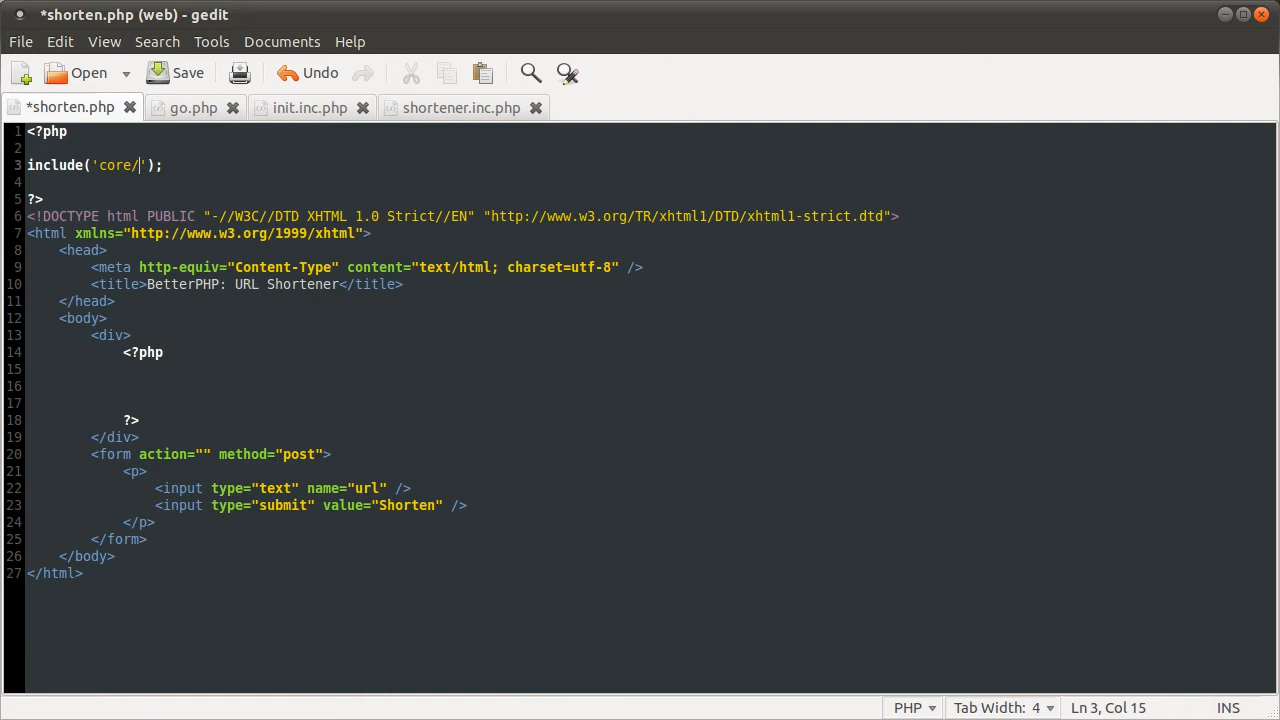 *shorten.php (web) - gedit
File Edit View Search Tools Documents Help
Open Save Undo
*shorten.php go.php init.inc.php shortener.inc.php
1 <?php
2
3 include('core/');
4
5 ?>
6 <!DOCTYPE html PUBLIC "-//W3C//DTD XHTML 1.0 Strict//EN" "http://www.w3.org/TR/xhtml1/DTD/xhtml1-strict.dtd">
7 <html xmlns="http://www.w3.org/1999/xhtml">
8 <head>
9 <meta http-equiv="Content-Type" content="text/html; charset=utf-8" />
10 <title>BetterPHP: URL Shortener</title>
11 </head>
12 <body>
13 <div>
14 <?php
15
16
17
18 ?>
19 </div>
20 <form action="" method="post">
21 <p>
22 <input type="text" name="url" />
23 <input type="submit" value="Shorten" />
24 </p>
25 </form>
26 </body>
27 </html>
PHP Tab Width: 4 Ln 3, Col 15 INS